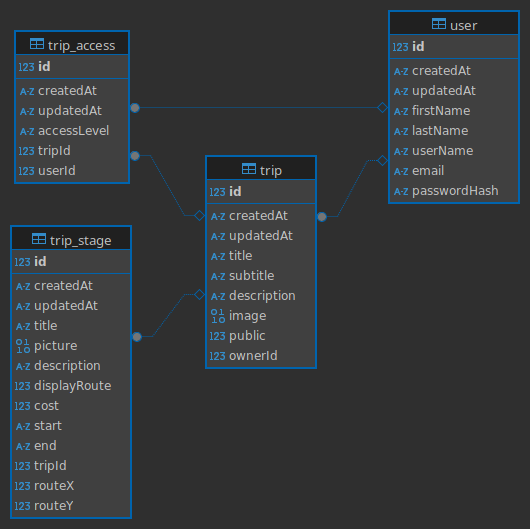 trip_access
123 id
A-Z createdAt
A-Z updatedAt
A-Z accessLevel
123 tripId
123 userId
user
123 id
A-Z createdAt
A-Z updatedAt
A-Z firstName
A-Z lastName
A-Z userName
A-Z email
A-Z passwordHash
trip
123 id
A-Z createdAt
A-Z updatedAt
A-Z title
A-Z subtitle
A-Z description
01 10 image
123 public
123 ownerId
trip_stage
123 id
A-Z createdAt
A-Z updatedAt
A-Z title
01 10 picture
A-Z description
123 displayRoute
123 cost
A-Z start
A-Z end
123 tripId
123 routeX
123 routeY